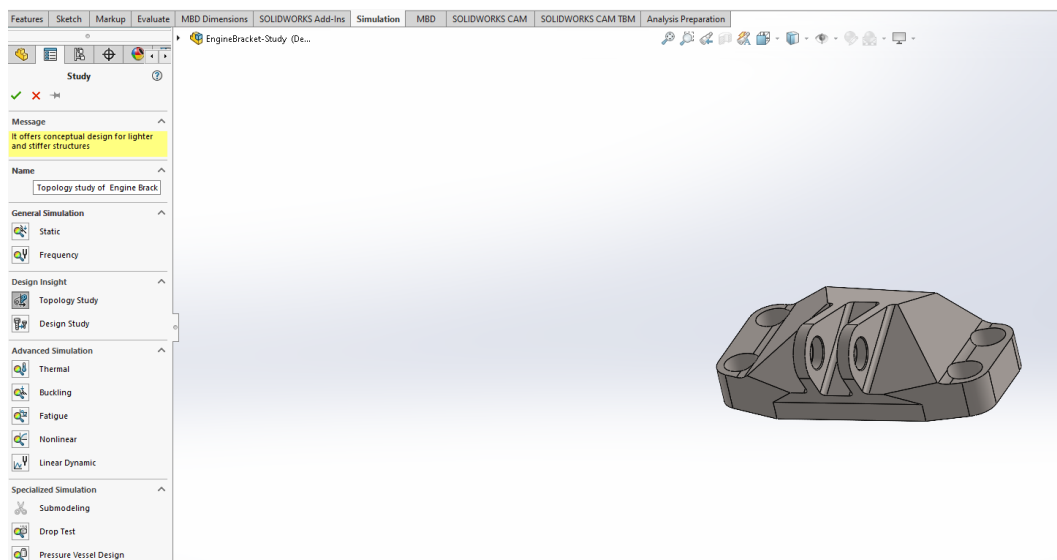 Features Sketch Markup Evaluate MBD Dimensions SOLIDWORKS Add-Ins Simulation MBD SOLIDWORKS CAM SOLIDWORKS CAM TBM Analysis Preparation
EngineBracket-Study (De...
Study
Message
It offers conceptual design for lighter
and stiffer structures
Name
Topology study of Engine Brack
General Simulation
Static
Frequency
Design Insight
Topology Study
Design Study
Advanced Simulation
Thermal
Buckling
Fatigue
Nonlinear
Linear Dynamic
Specialized Simulation
Submodeling
Drop Test
Pressure Vessel Design